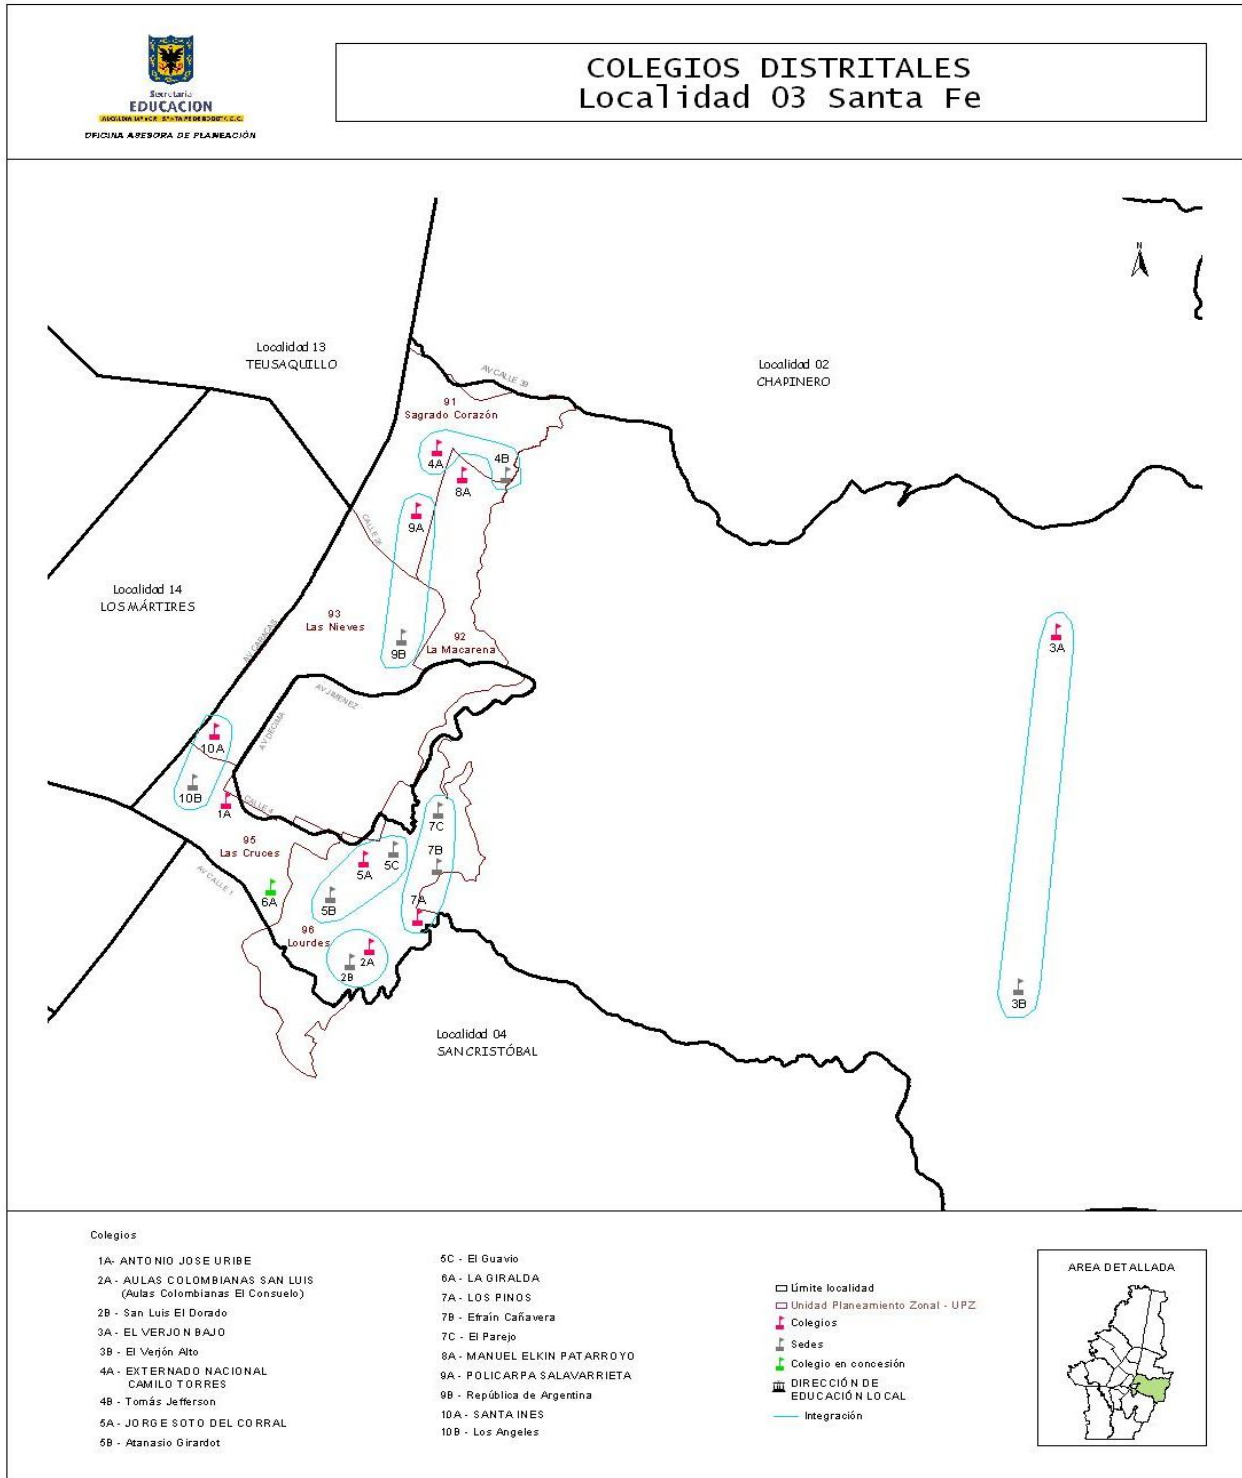 Secretaría
EDUCACION
OFICINA ASESORA DE PLANEACIÓN
COLEGIOS DISTRITALES
Localidad 03 Santa Fe
N
Localidad 13
TEUSAQUILLO
Localidad 02
CHAPINERO
AV CALLE 39
91
Sagrado Corazón
4A
4B
8A
9A
CALLE 26
Localidad 14
LOS MÁRTIRES
93
Las Nieves
92
La Macarena
9B
3A
AV CARACAS
AV JIMENEZ
AV DECIMA
10A
10B
1A
CALLE 6
7C
95
Las Cruces
7B
5C
5A
AV CALLE 1
6A
5B
7A
96
Lourdes
2A
2B
3B
Localidad 04
SAN CRISTÓBAL
Colegios
1A- ANTONIO JOSE URIBE
2A - AULAS COLOMBIANAS SAN LUIS
(Aulas Colombianas El Consuelo)
2B - San Luis El Dorado
3A - EL VERJON BAJO
3B - El Verjón Alto
4A - EXTERNADO NACIONAL
CAMILO TORRES
4B - Tomás Jefferson
5A - JORGE SOTO DEL CORRAL
5B - Atanasio Girardot
5C - El Guavio
6A - LA GIRALDA
7A - LOS PINOS
7B - Efraín Cañavera
7C - El Parejo
8A - MANUEL ELKIN PATARROYO
9A - POLICARPA SALAVARRIETA
9B - República de Argentina
10A - SANTA INES
10B - Los Angeles
Límite localidad
Unidad Planeamiento Zonal - UPZ
Colegios
Sedes
Colegio en concesión
DIRECCIÓN DE
EDUCACIÓN LOCAL
Integración
AREA DETALLADA